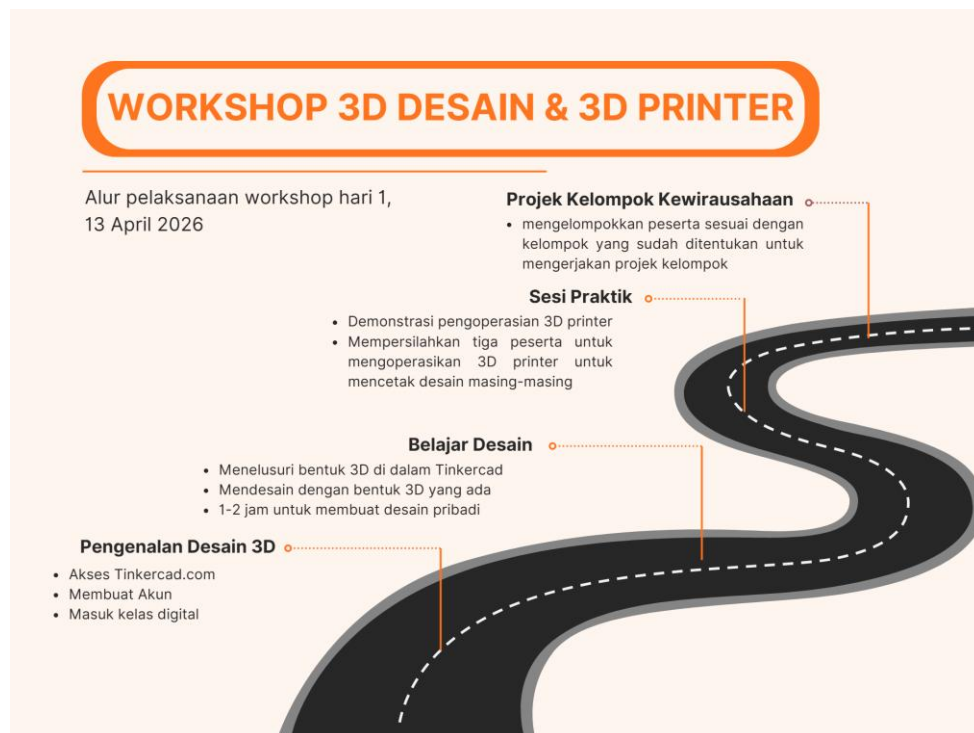 WORKSHOP 3D DESAIN & 3D PRINTER
Alur pelaksanaan workshop hari 1,
13 April 2026
Projek Kelompok Kewirausahaan
• mengelompokkan peserta sesuai dengan
kelompok yang sudah ditentukan untuk
mengerjakan projek kelompok
Sesi Praktik
• Demonstrasi pengoperasian 3D printer
• Mempersilahkan tiga peserta untuk
mengoperasikan 3D printer untuk
mencetak desain masing-masing
Belajar Desain
• Menelusuri bentuk 3D di dalam Tinkercad
• Mendesain dengan bentuk 3D yang ada
• 1-2 jam untuk membuat desain pribadi
Pengenalan Desain 3D
• Akses Tinkercad.com
• Membuat Akun
• Masuk kelas digital